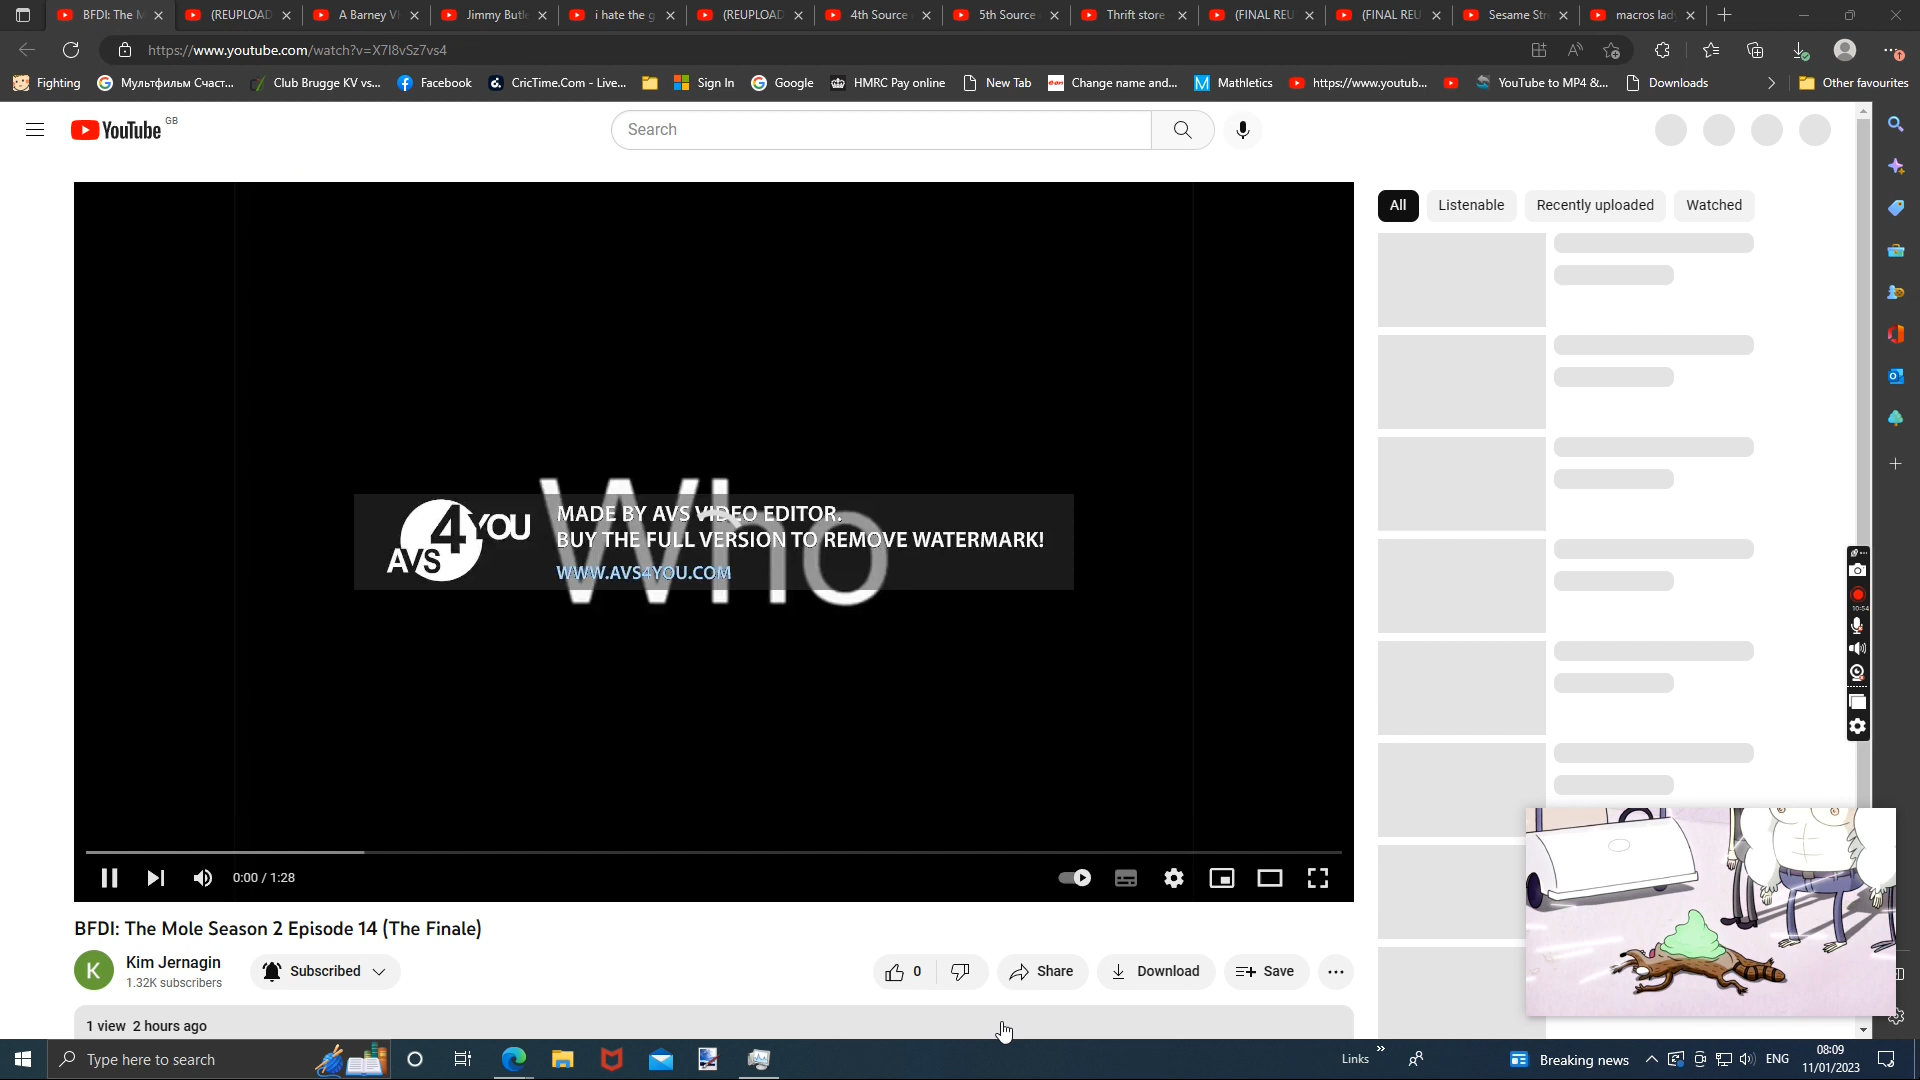 BFDI: The M
(REUPLOAD
A Barney V
Jimmy Butl
i hate the g
(REUPLOAD
4th Source
5th Source
Thrift store
(FINAL REU
(FINAL REU
Sesame Str
macros lad
https://www.youtube.com/watch?v=X7I8vSz7vs4
Fighting
Мультфильм Счаст...
Club Brugge KV vs...
Facebook
CricTime.Com - Live...
Sign In
Google
HMRC Pay online
New Tab
Change name and...
Mathletics
https://www.youtub...
YouTube to MP4 &...
Downloads
Other favourites
YouTube GB
Search
All
Listenable
Recently uploaded
Watched
Who
AVS4YOU
MADE BY AVS VIDEO EDITOR.
BUY THE FULL VERSION TO REMOVE WATERMARK!
WWW.AVS4YOU.COM
10:54
0:00 / 1:28
BFDI: The Mole Season 2 Episode 14 (The Finale)
K
Kim Jernagin
1.32K subscribers
Subscribed
0
Share
Download
Save
1 view 2 hours ago
Type here to search
Links
Breaking news
ENG
08:09
11/01/2023